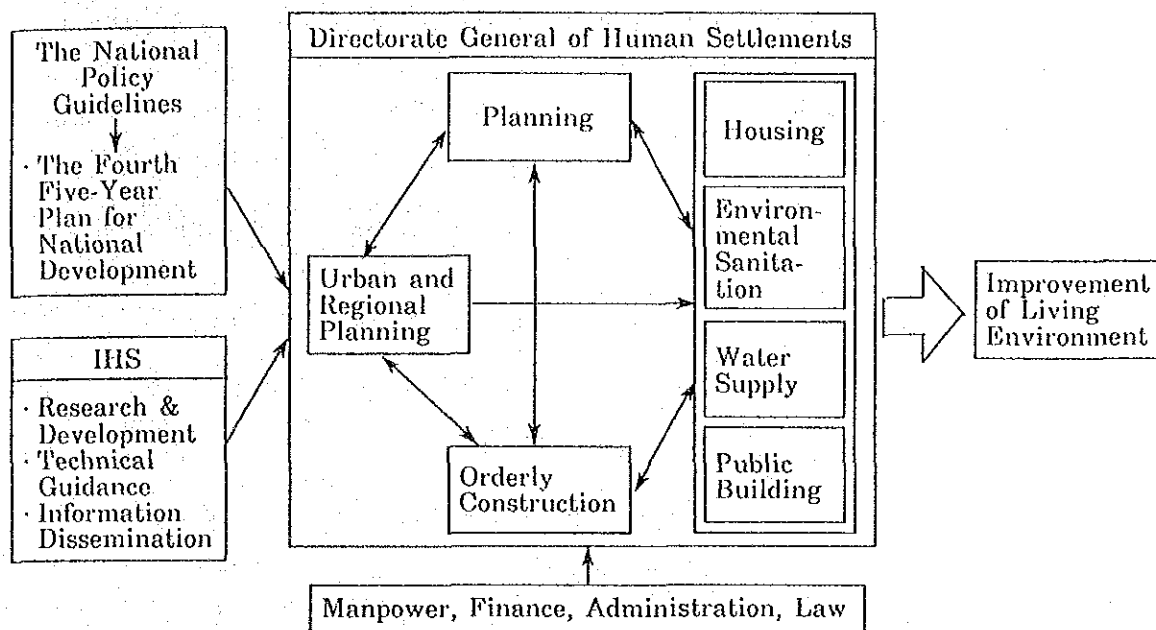 The National
Policy
Guidelines
· The Fourth
Five-Year
Plan for
National
Development
IHS
· Research &
Development
· Technical
Guidance
· Information
Dissemination
Directorate General of Human Settlements
Planning
Urban and
Regional
Planning
Orderly
Construction
Housing
Environ-
mental
Sanita-
tion
Water
Supply
Public
Building
Improvement
of Living
Environment
Manpower, Finance, Administration, Law